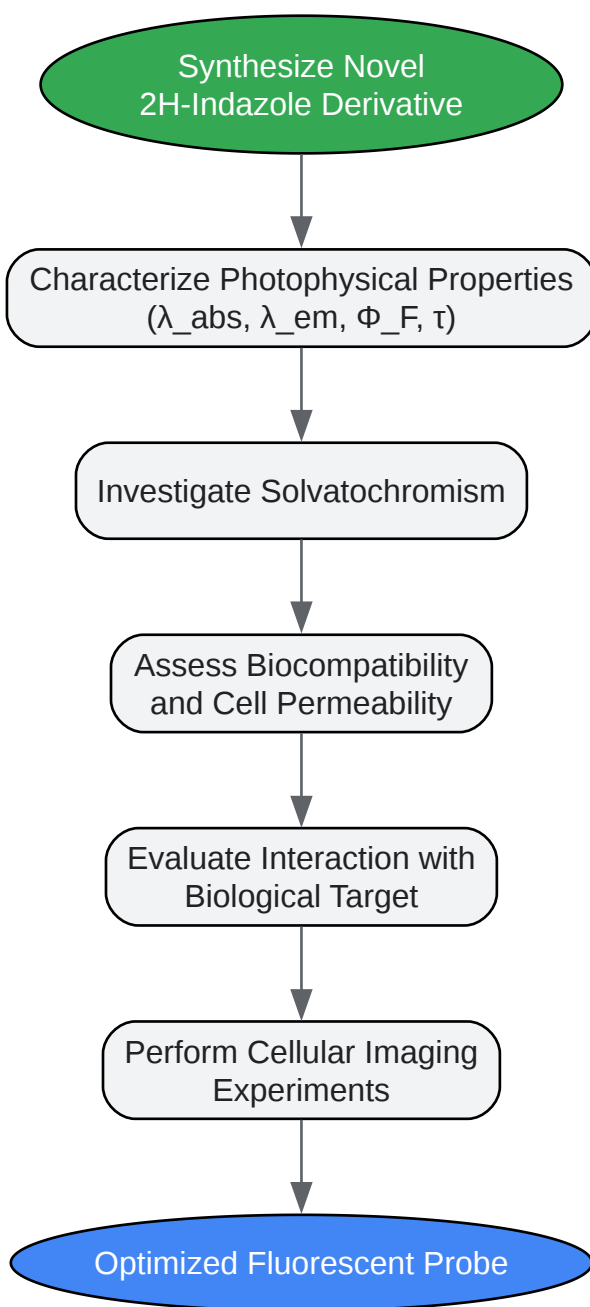 Synthesize Novel
2H-Indazole Derivative
Characterize Photophysical Properties
(λ_abs, λ_em, Φ_F, τ)
Investigate Solvatochromism
Assess Biocompatibility
and Cell Permeability
Evaluate Interaction with
Biological Target
Perform Cellular Imaging
Experiments
Optimized Fluorescent Probe